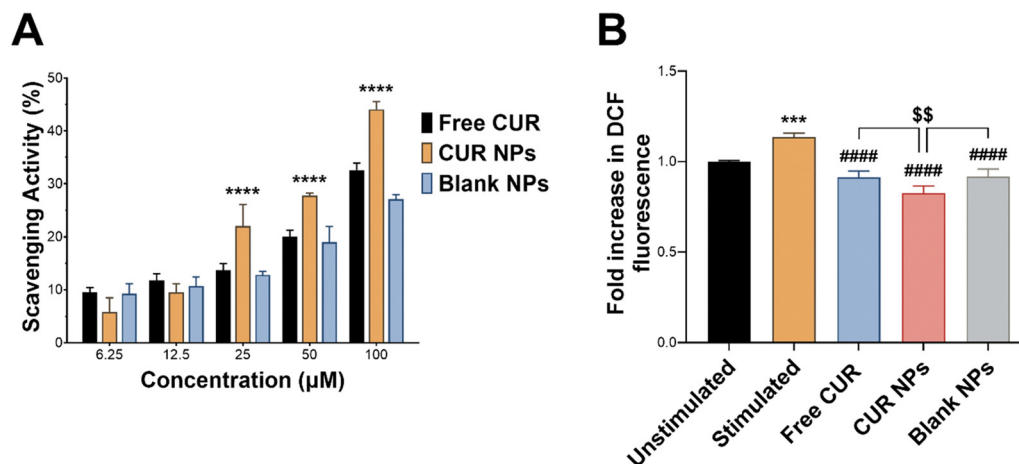 A
Scavenging Activity (%)
50
40
30
20
10
0
****
****
****
Free CUR
CUR NPs
Blank NPs
6.25 12.5 25 50 100
Concentration (µM)
B
Fold increase in DCF
fluorescence
1.5
1.0
0.5
0.0
***
$$
####
####
####
Unstimulated
Stimulated
Free CUR
CUR NPs
Blank NPs